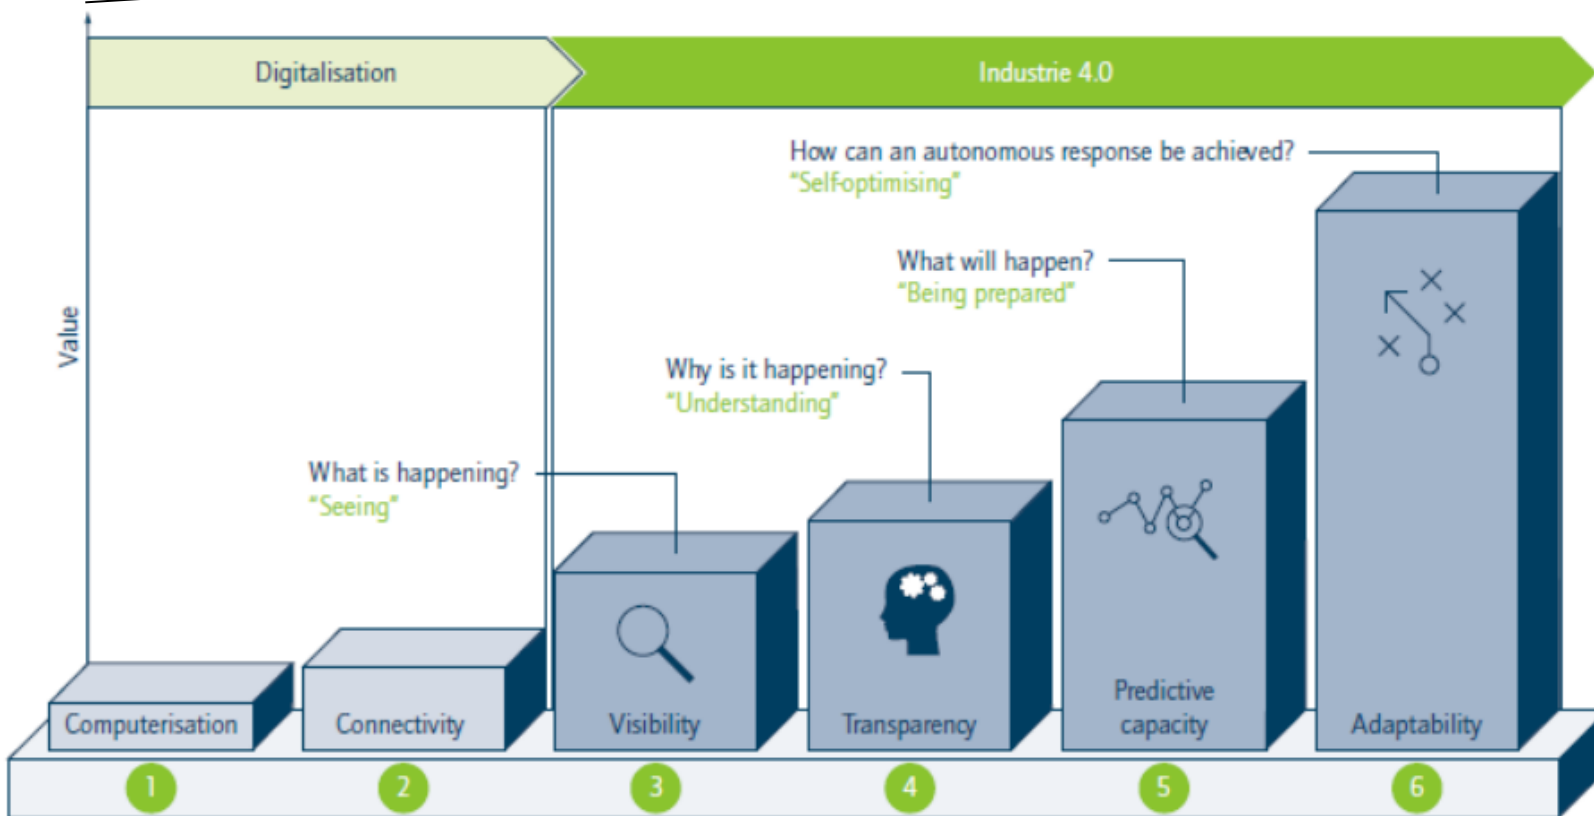 Digitalisation
Industrie 4.0
How can an autonomous response be achieved?
"Self-optimising"
What will happen?
"Being prepared"
Value
Why is it happening?
"Understanding"
What is happening?
"Seeing"
Computerisation
Connectivity
Visibility
Transparency
Predictive
capacity
Adaptability
1
2
3
4
5
6